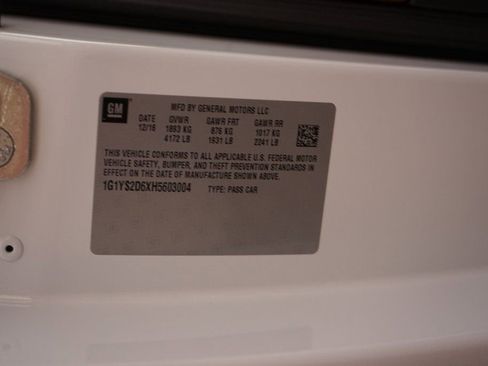 GM
MFD BY GENERAL MOTORS LLC
DATE GVWR GAWR FRT GAWR RR
12/16 1893 KG 876 KG 1017 KG
4172 LB 1931 LB 2241 LB
THIS VEHICLE CONFORMS TO ALL APPLICABLE U.S. FEDERAL MOTOR
VEHICLE SAFETY, BUMPER, AND THEFT PREVENTION STANDARDS IN
EFFECT ON THE DATE OF MANUFACTURE SHOWN ABOVE.
1G1YS2D6XH5603004 TYPE: PASS CAR